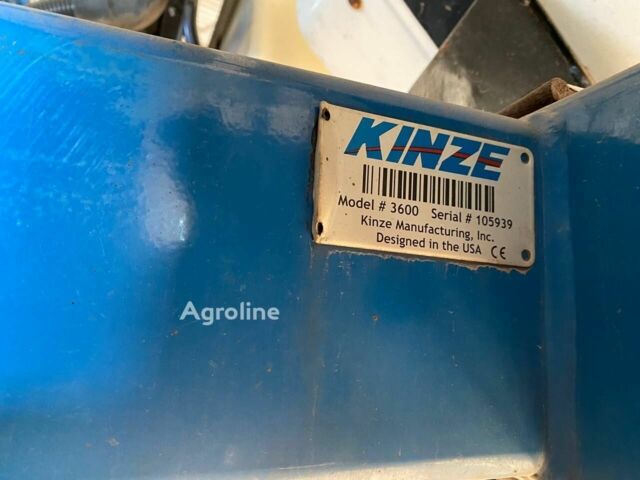 KINZE
Model # 3600 Serial # 105939
Kinze Manufacturing, Inc.
Designed in the USA CE
Agroline